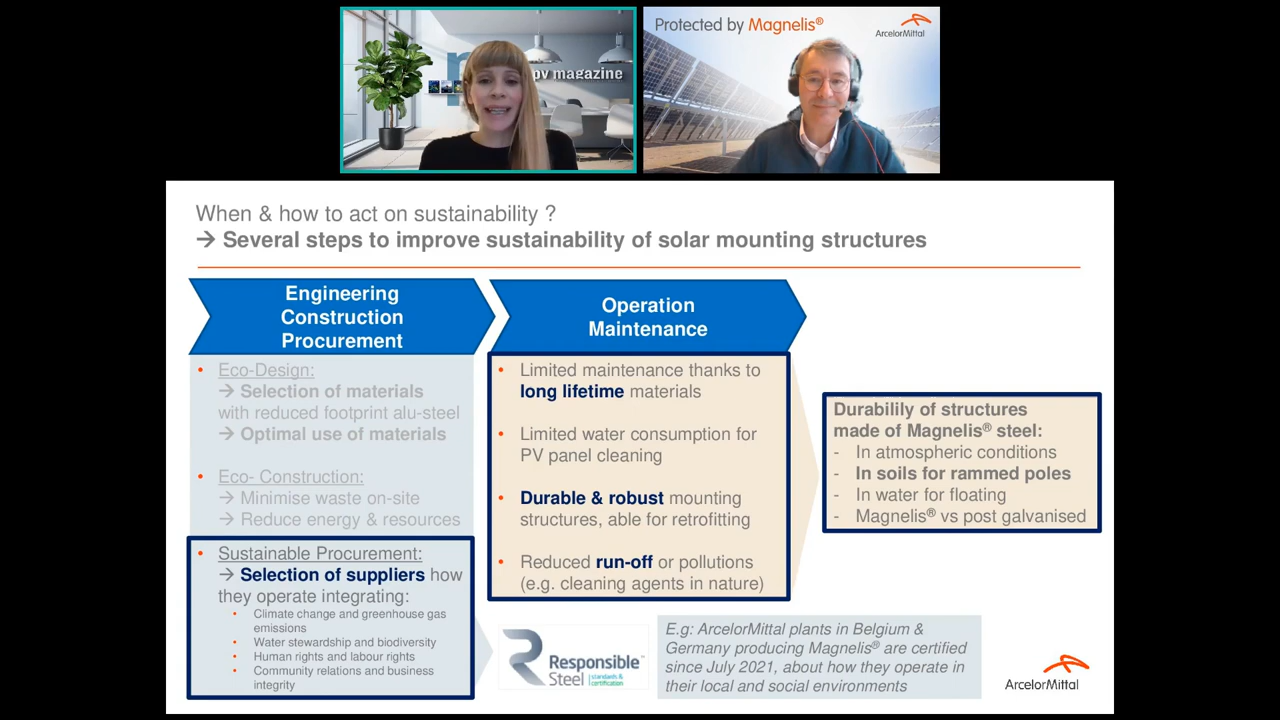 pv magazine
Protected by Magnelis®
ArcelorMittal
When & how to act on sustainability ?
→ Several steps to improve sustainability of solar mounting structures
Engineering
Construction
Procurement
• Eco-Design:
→ Selection of materials
with reduced footprint alu-steel
→ Optimal use of materials
• Eco- Construction:
→ Minimise waste on-site
→ Reduce energy & resources
• Sustainable Procurement:
→ Selection of suppliers how
they operate integrating:
• Climate change and greenhouse gas
emissions
• Water stewardship and biodiversity
• Human rights and labour rights
• Community relations and business
integrity
Operation
Maintenance
• Limited maintenance thanks to
long lifetime materials
• Limited water consumption for
PV panel cleaning
• Durable & robust mounting
structures, able for retrofitting
• Reduced run-off or pollutions
(e.g. cleaning agents in nature)
Durabilily of structures
made of Magnelis® steel:
- In atmospheric conditions
- In soils for rammed poles
- In water for floating
- Magnelis® vs post galvanised
Responsible™
Steel standards &
certification
E.g: ArcelorMittal plants in Belgium &
Germany producing Magnelis® are certified
since July 2021, about how they operate in
their local and social environments
ArcelorMittal